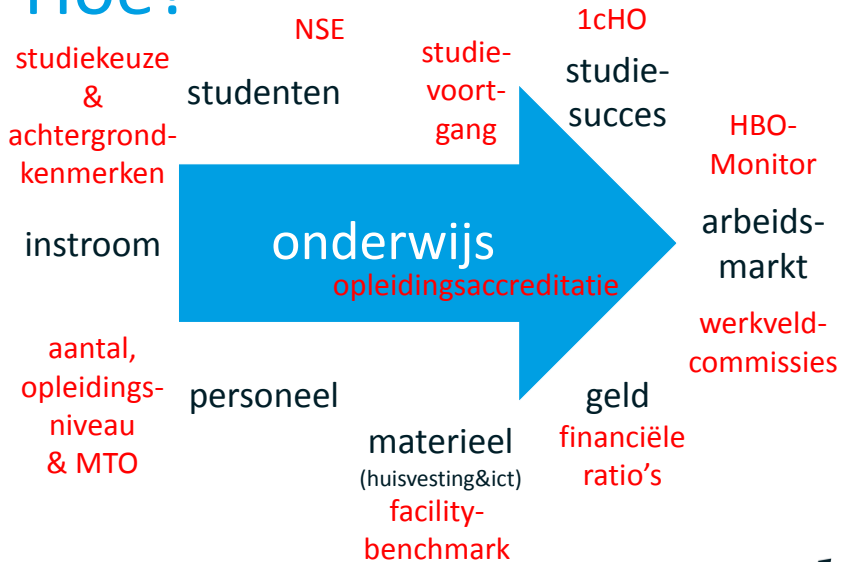 Hoe?
NSE
1cHO
studiekeuze
&
achtergrond-
kenmerken
studenten
studie-
voort-
gang
studie-
succes
HBO-
Monitor
instroom
onderwijs
opleidingsaccreditatie
arbeids-
markt
werkveld-
commissies
aantal,
opleidings-
niveau
& MTO
personeel
materieel
(huisvesting&ict)
facility-
benchmark
geld
financiële
ratio’s